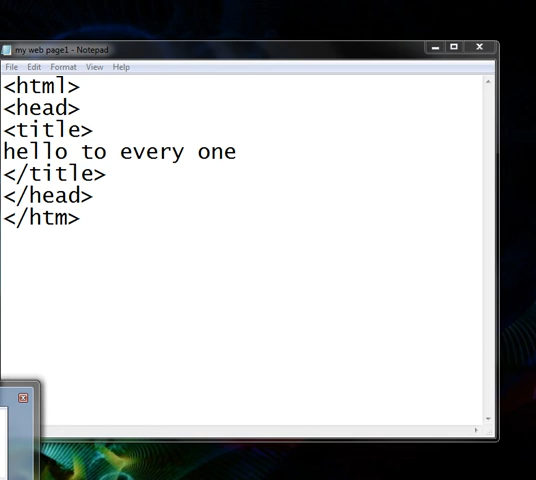 my web page1 - Notepad
File Edit Format View Help
<html>
<head>
<title>
hello to every one
</title>
</head>
</htm>